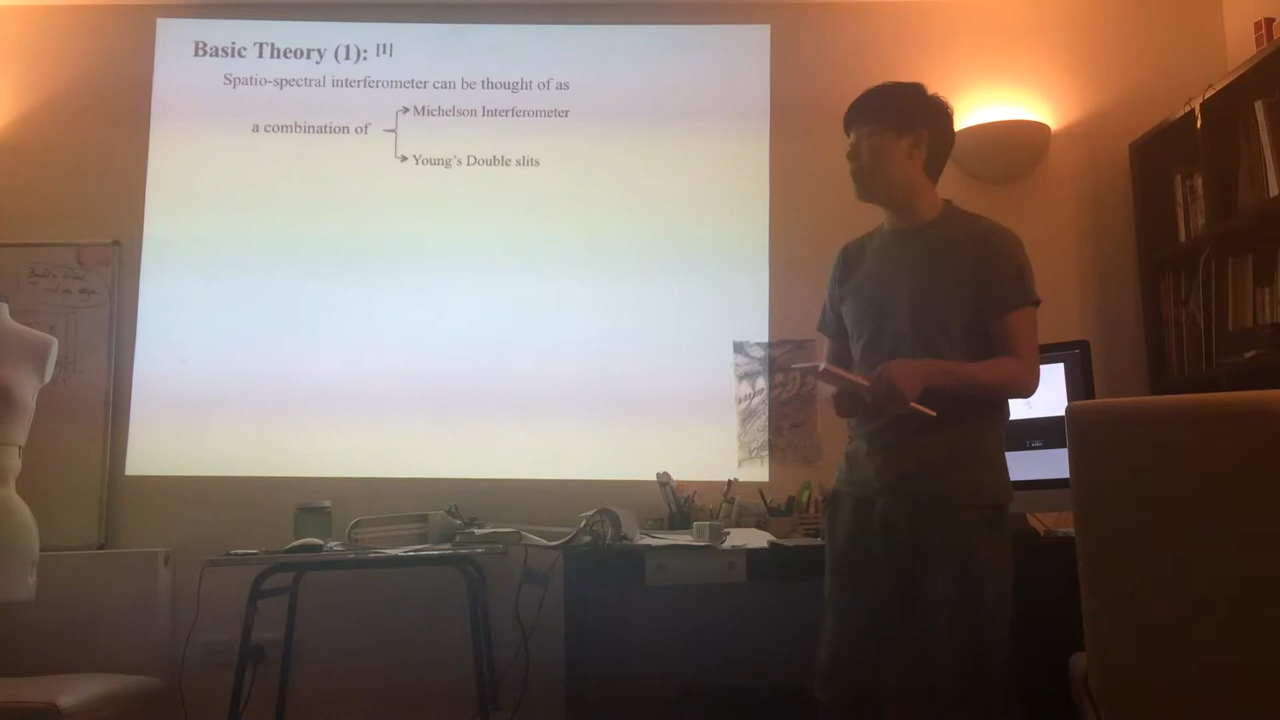 Basic Theory (1): [1]
Spatio-spectral interferometer can be thought of as
a combination of
Michelson Interferometer
Young's Double slits